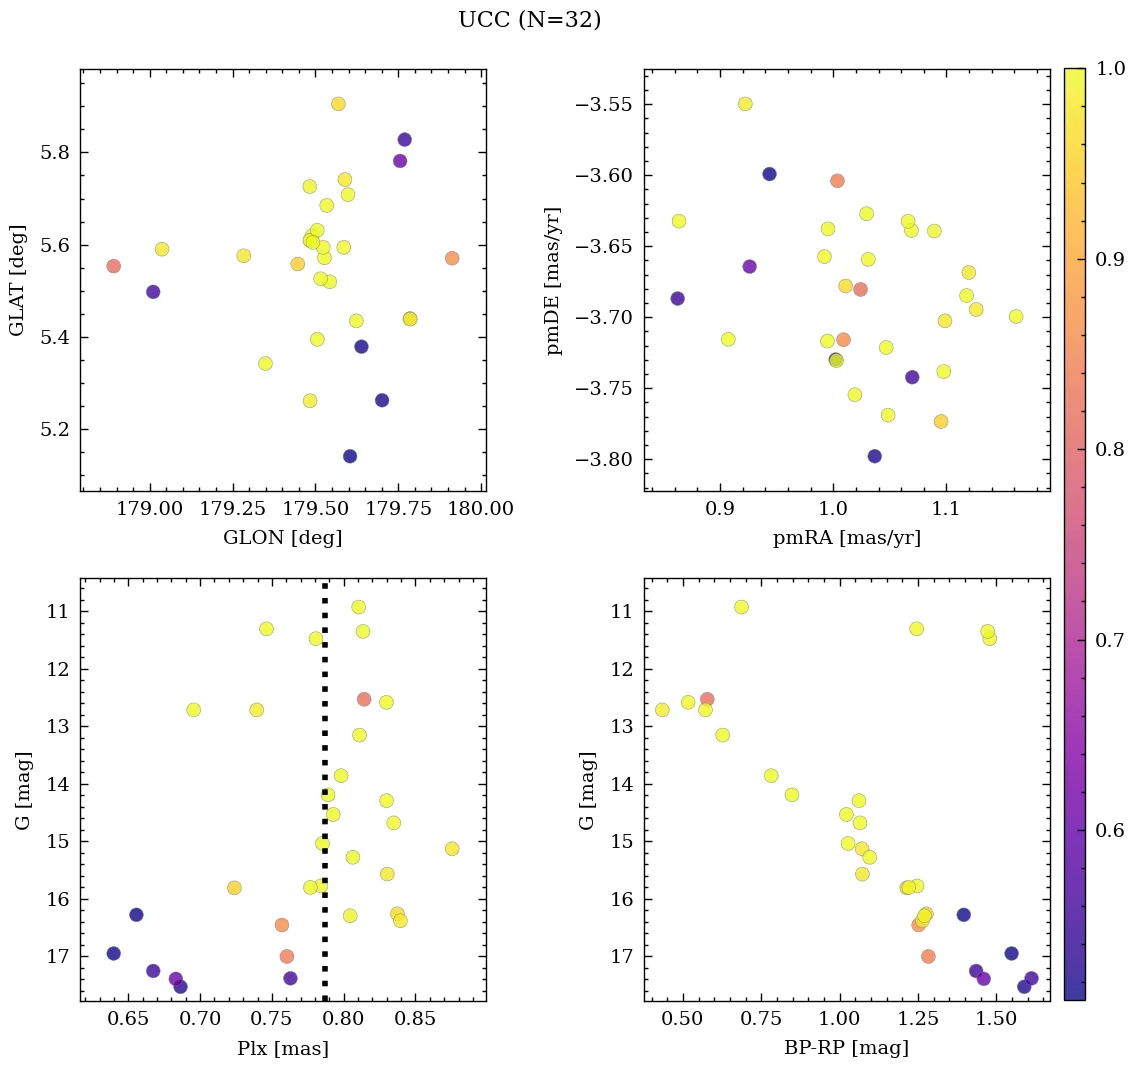 UCC (N=32)
5.8
5.6
5.4
5.2
GLAT [deg]
179.00 179.25 179.50 179.75 180.00
GLON [deg]
−3.55
−3.60
−3.65
−3.70
−3.75
−3.80
pmDE [mas/yr]
0.9 1.0 1.1
pmRA [mas/yr]
1.0
0.9
0.8
0.7
0.6
11
12
13
14
15
16
17
G [mag]
0.65 0.70 0.75 0.80 0.85
Plx [mas]
11
12
13
14
15
16
17
G [mag]
0.50 0.75 1.00 1.25 1.50
BP-RP [mag]